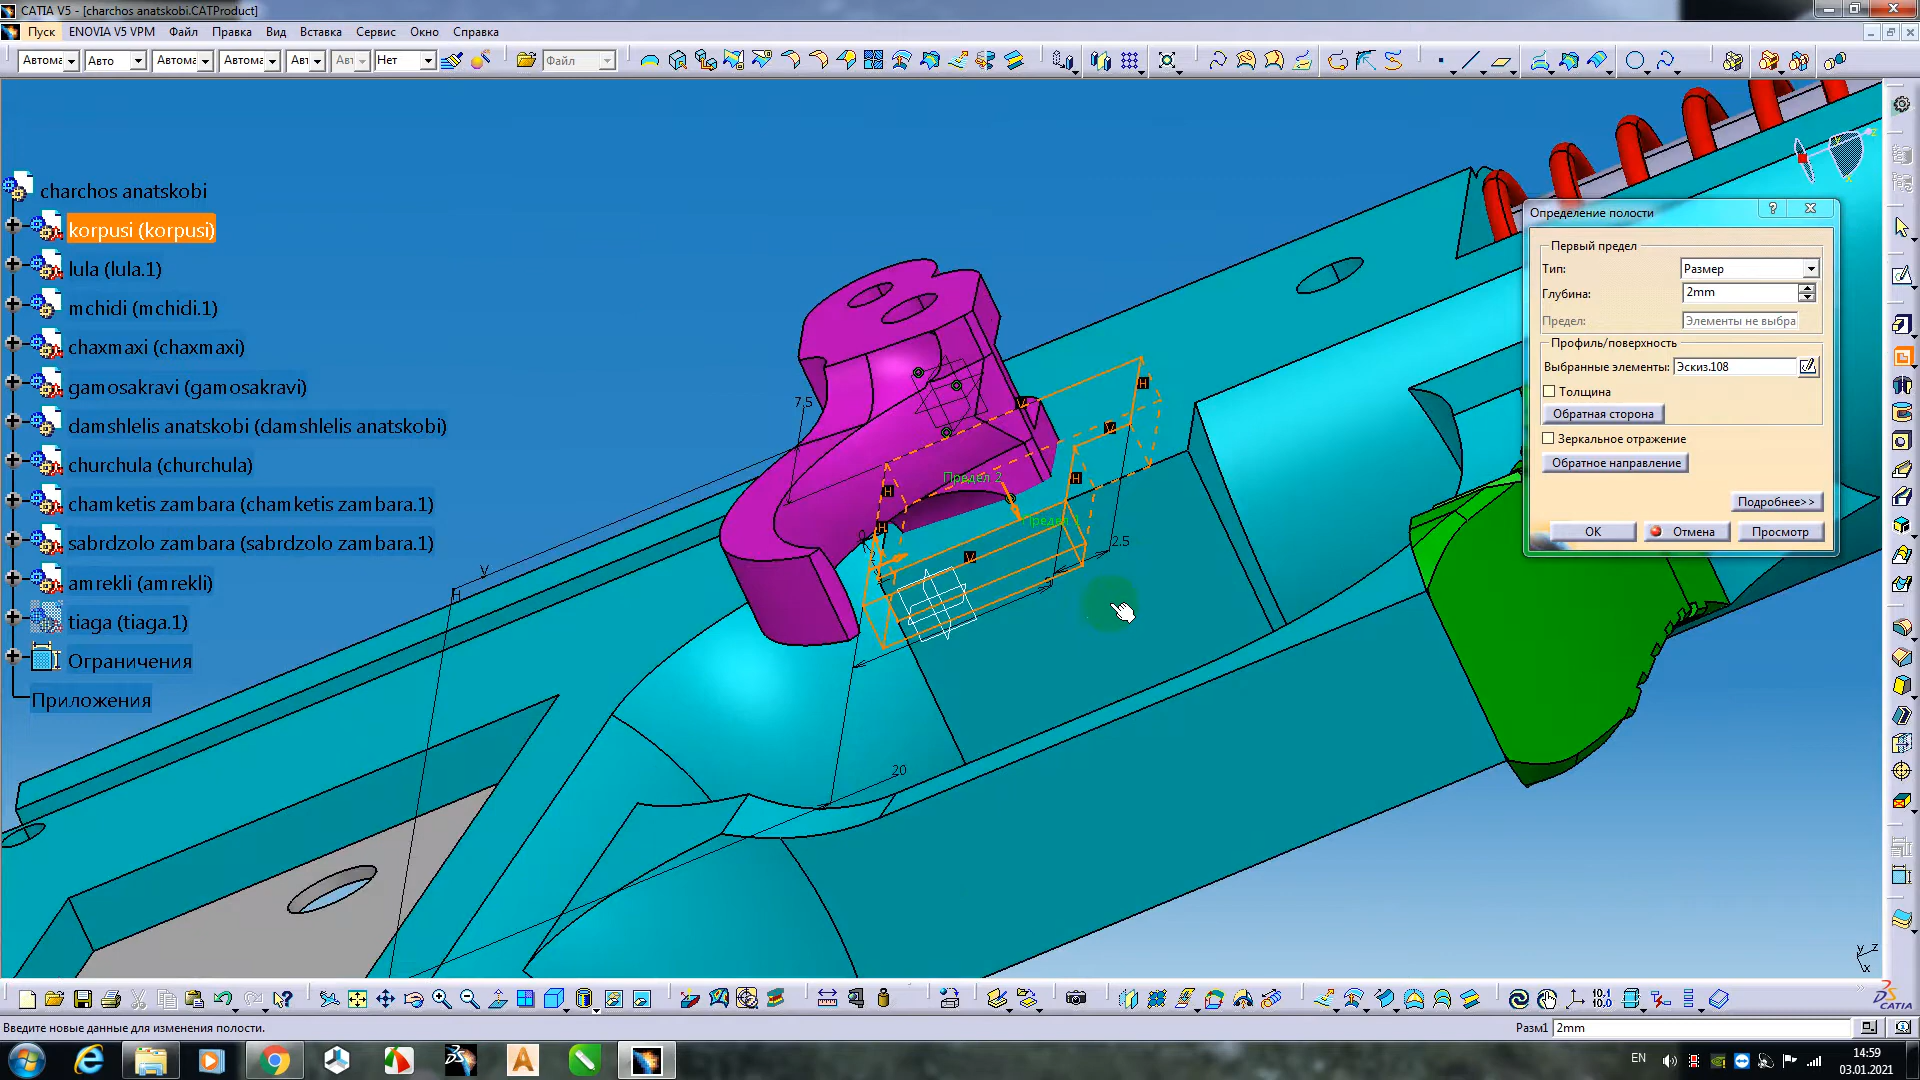 CATIA V5 - [charchos anatskobi.CATProduct]
Пуск ENOVIA V5 VPM Файл Правка Вид Вставка Сервис Окно Справка
Автома Авто Автома Автома Авт Авт Нет Файл
charchos anatskobi
korpusi (korpusi)
lula (lula.1)
mchidi (mchidi.1)
chaxmaxi (chaxmaxi)
gamosakravi (gamosakravi)
damshlelis anatskobi (damshlelis anatskobi)
churchula (churchula)
chamketis zambara (chamketis zambara.1)
sabrdzolo zambara (sabrdzolo zambara.1)
amrekli (amrekli)
tiaga (tiaga.1)
Ограничения
Приложения
7.5
H
V
V
H
H
Предел 2
H
V
2.5
V
H
20
Определение полости
Первый предел
Тип: Размер
Глубина: 2mm
Предел: Элементы не выбра
Профиль/поверхность
Выбранные элементы: Эскиз.108
Толщина
Обратная сторона
Зеркальное отражение
Обратное направление
Подробнее>>
OK Отмена Просмотр
y z
x
10.1
10.0
CATIA
Введите новые данные для изменения полости. Разм1 2mm
EN 14:59
03.01.2021